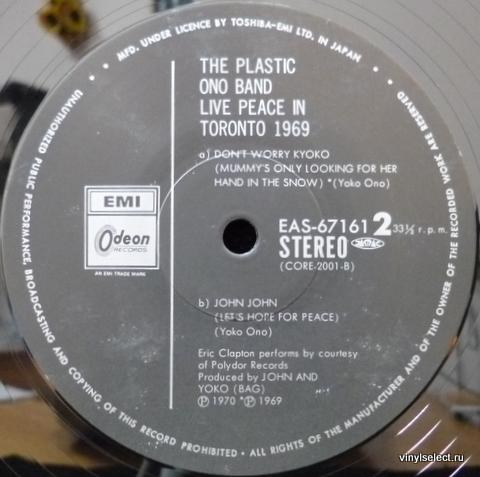 MFD. UNDER LICENCE BY TOSHIBA-EMI LTD. IN JAPAN
UNAUTHORIZED PUBLIC PERFORMANCE, BROADCASTING AND COPYING OF THIS RECORD PROHIBITED • ALL RIGHTS OF THE MANUFACTURER AND OF THE OWNER OF THE RECORDED WORK ARE RESERVED
THE PLASTIC
ONO BAND
LIVE PEACE IN
TORONTO 1969
a) DON'T WORRY KYOKO
(MUMMY'S ONLY LOOKING FOR HER
HAND IN THE SNOW) *(Yoko Ono)
EMI
Odeon
RECORDS
AN EMI TRADE MARK
EAS-67161 2 33⅓ r.p.m.
STEREO
(CORE-2001-B)
b) JOHN JOHN
(LET'S HOPE FOR PEACE)
(Yoko Ono)
Eric Clapton performs by courtesy
of Polydor Records
Produced by JOHN AND
YOKO (BAG)
Ⓟ 1970 *Ⓟ 1969
vinylselect.ru